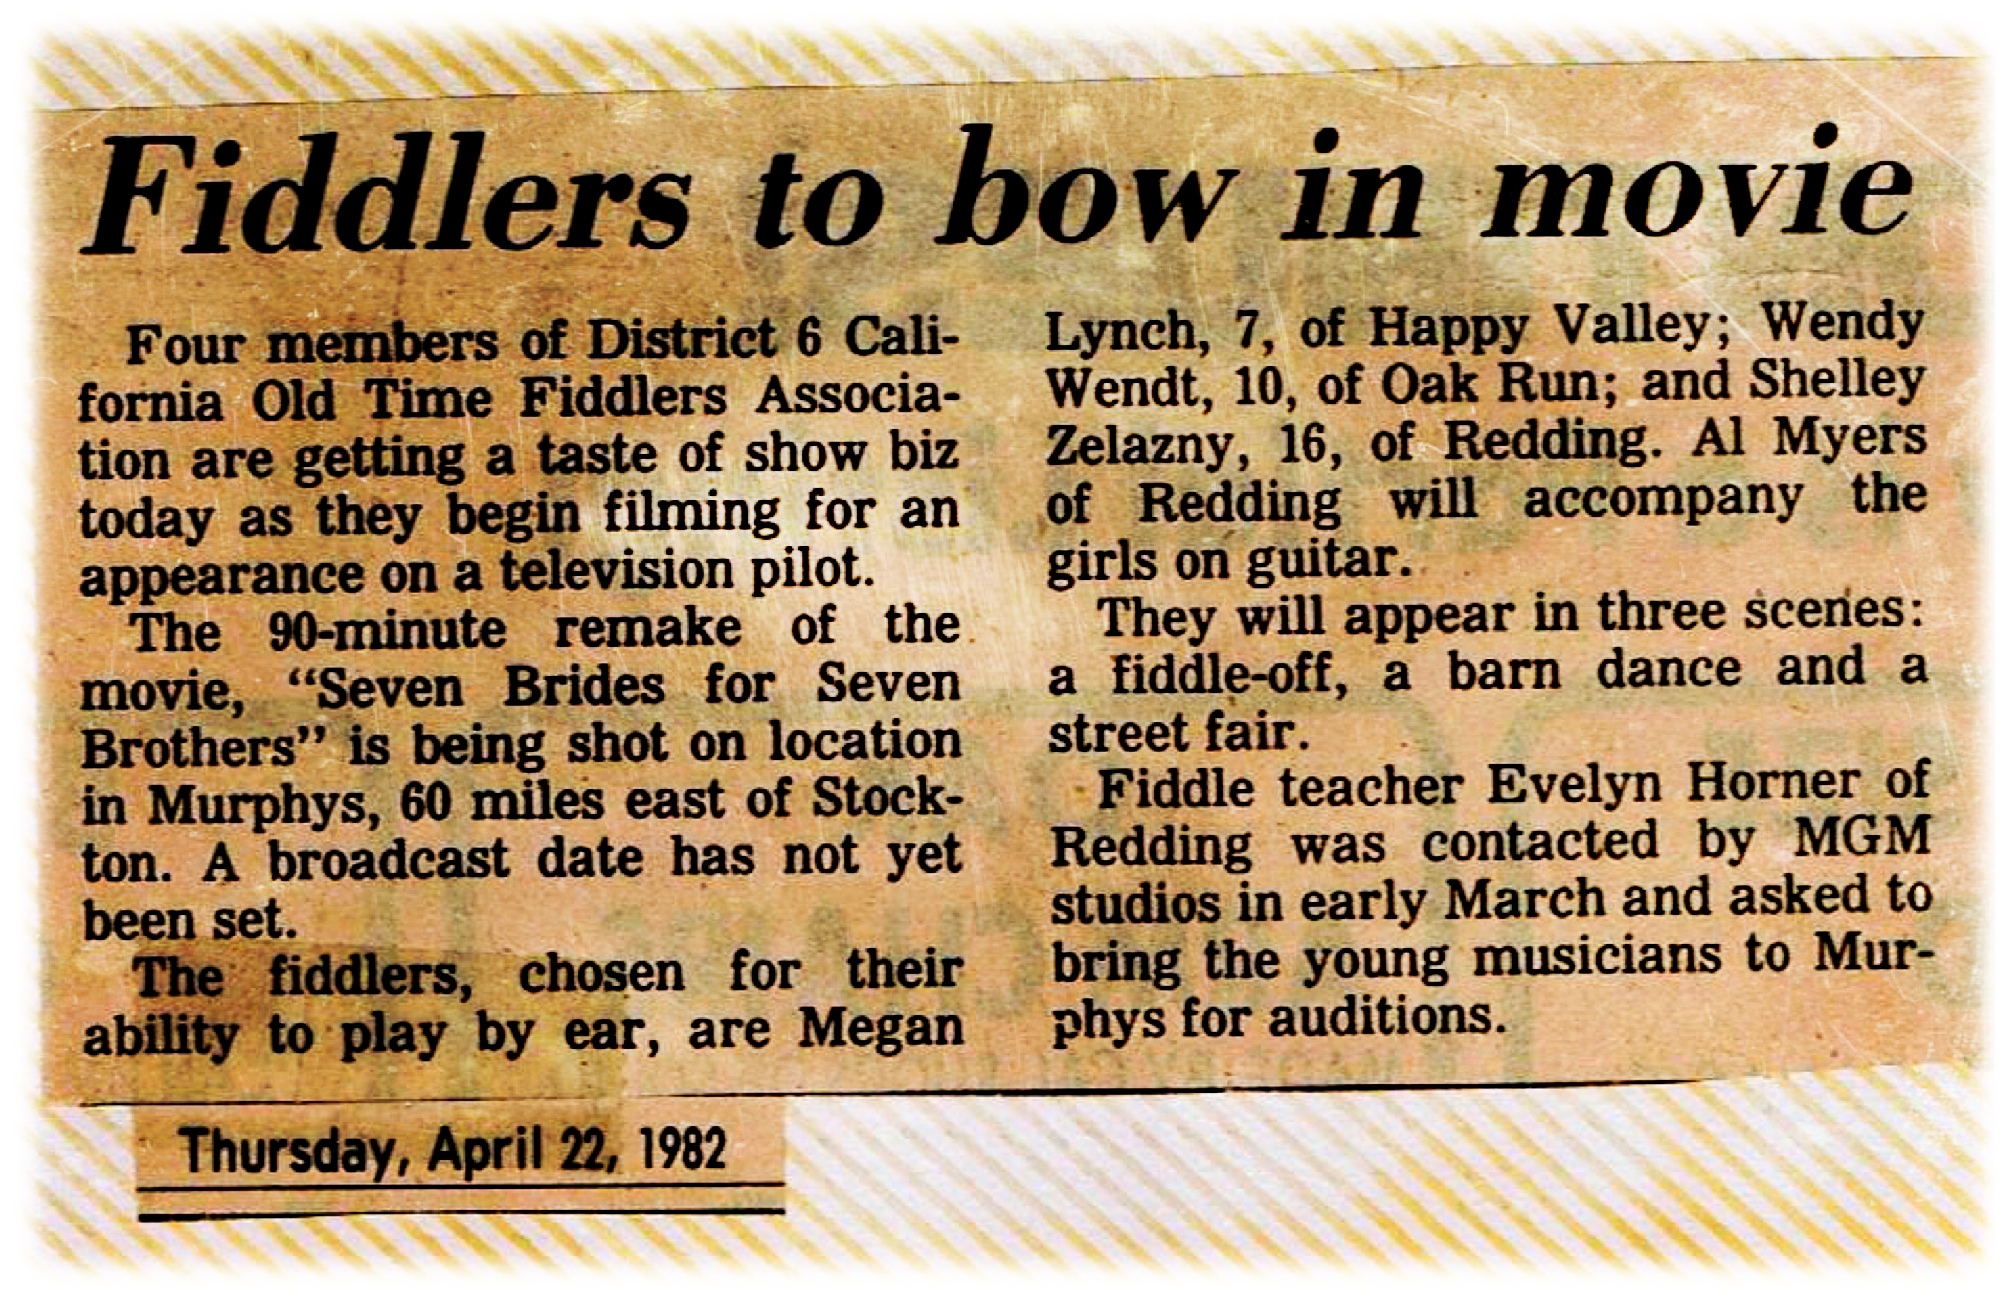 Fiddlers to bow in movie
Four members of District 6 Cali-
fornia Old Time Fiddlers Associa-
tion are getting a taste of show biz
today as they begin filming for an
appearance on a television pilot.
The 90-minute remake of the
movie, “Seven Brides for Seven
Brothers” is being shot on location
in Murphys, 60 miles east of Stock-
ton. A broadcast date has not yet
been set.
The fiddlers, chosen for their
ability to play by ear, are Megan
Lynch, 7, of Happy Valley; Wendy
Wendt, 10, of Oak Run; and Shelley
Zelazny, 16, of Redding. Al Myers
of Redding will accompany the
girls on guitar.
They will appear in three scenes:
a fiddle-off, a barn dance and a
street fair.
Fiddle teacher Evelyn Horner of
Redding was contacted by MGM
studios in early March and asked to
bring the young musicians to Mur-
phys for auditions.
Thursday, April 22, 1982